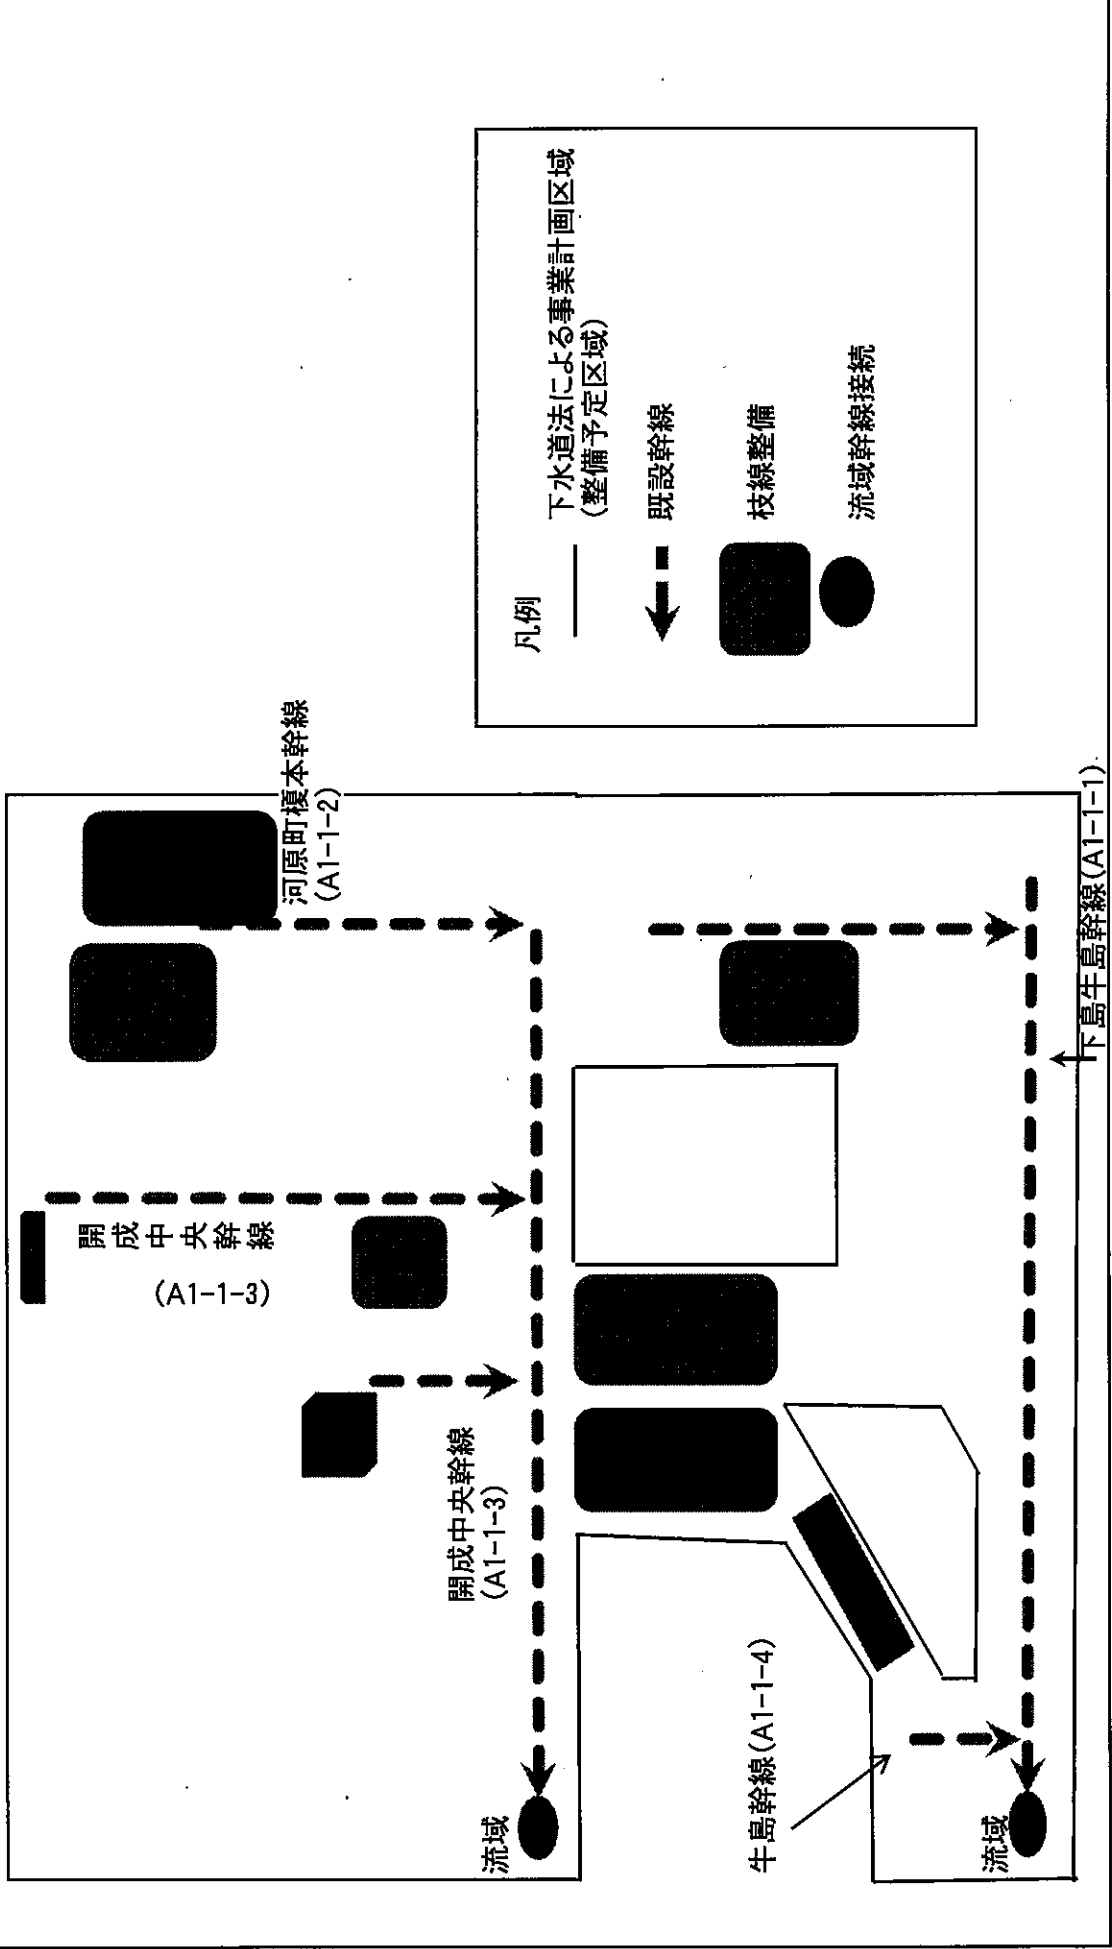 河原町榎本幹線
(A1-1-2)
開成中央幹線
(A1-1-3)
開成中央幹線
(A1-1-3)
流域
牛島幹線(A1-1-4)
流域
下島牛島幹線(A1-1-1)
凡例
下水道法による事業計画区域
(整備予定区域)
既設幹線
枝線整備
流域幹線接続